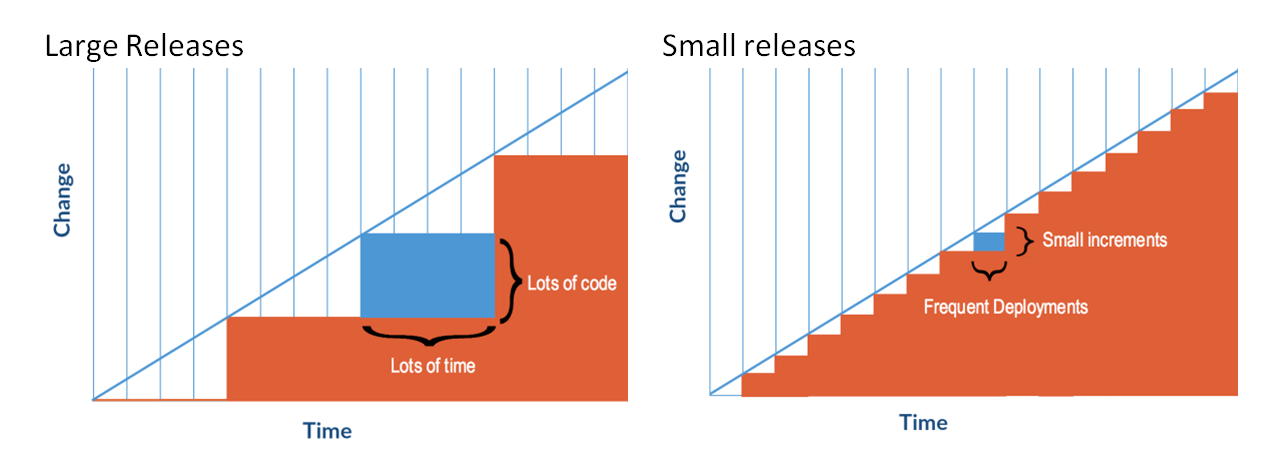 Large Releases
Change
Lots of code
Lots of time
Time
Small releases
Change
Small increments
Frequent Deployments
Time